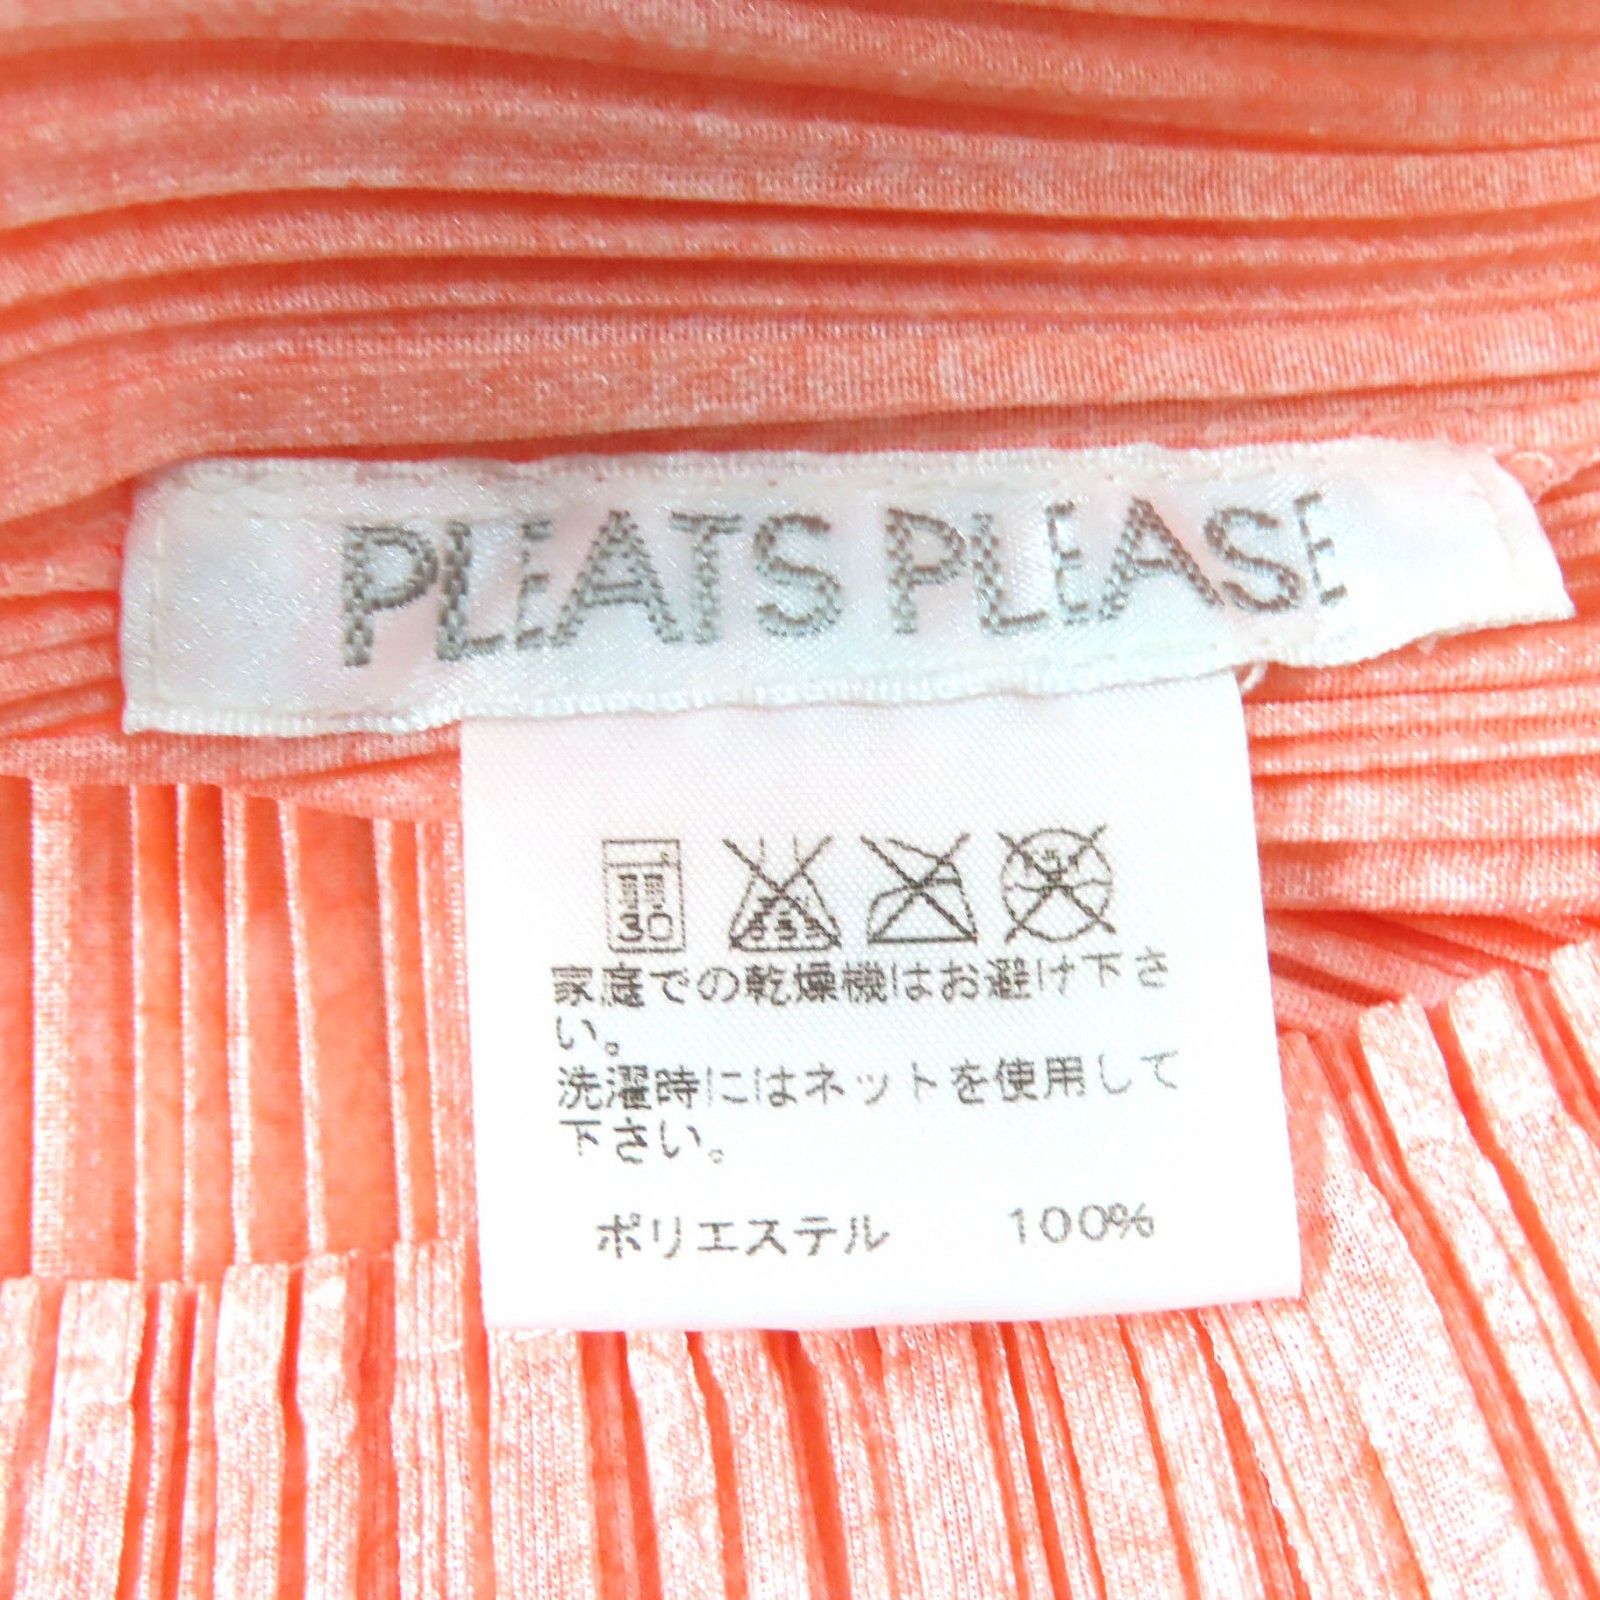 PLEATS PLEASE
30
家庭での乾燥機はお避け下さ
い。
洗濯時にはネットを使用して
下さい。
ポリエステル 100%